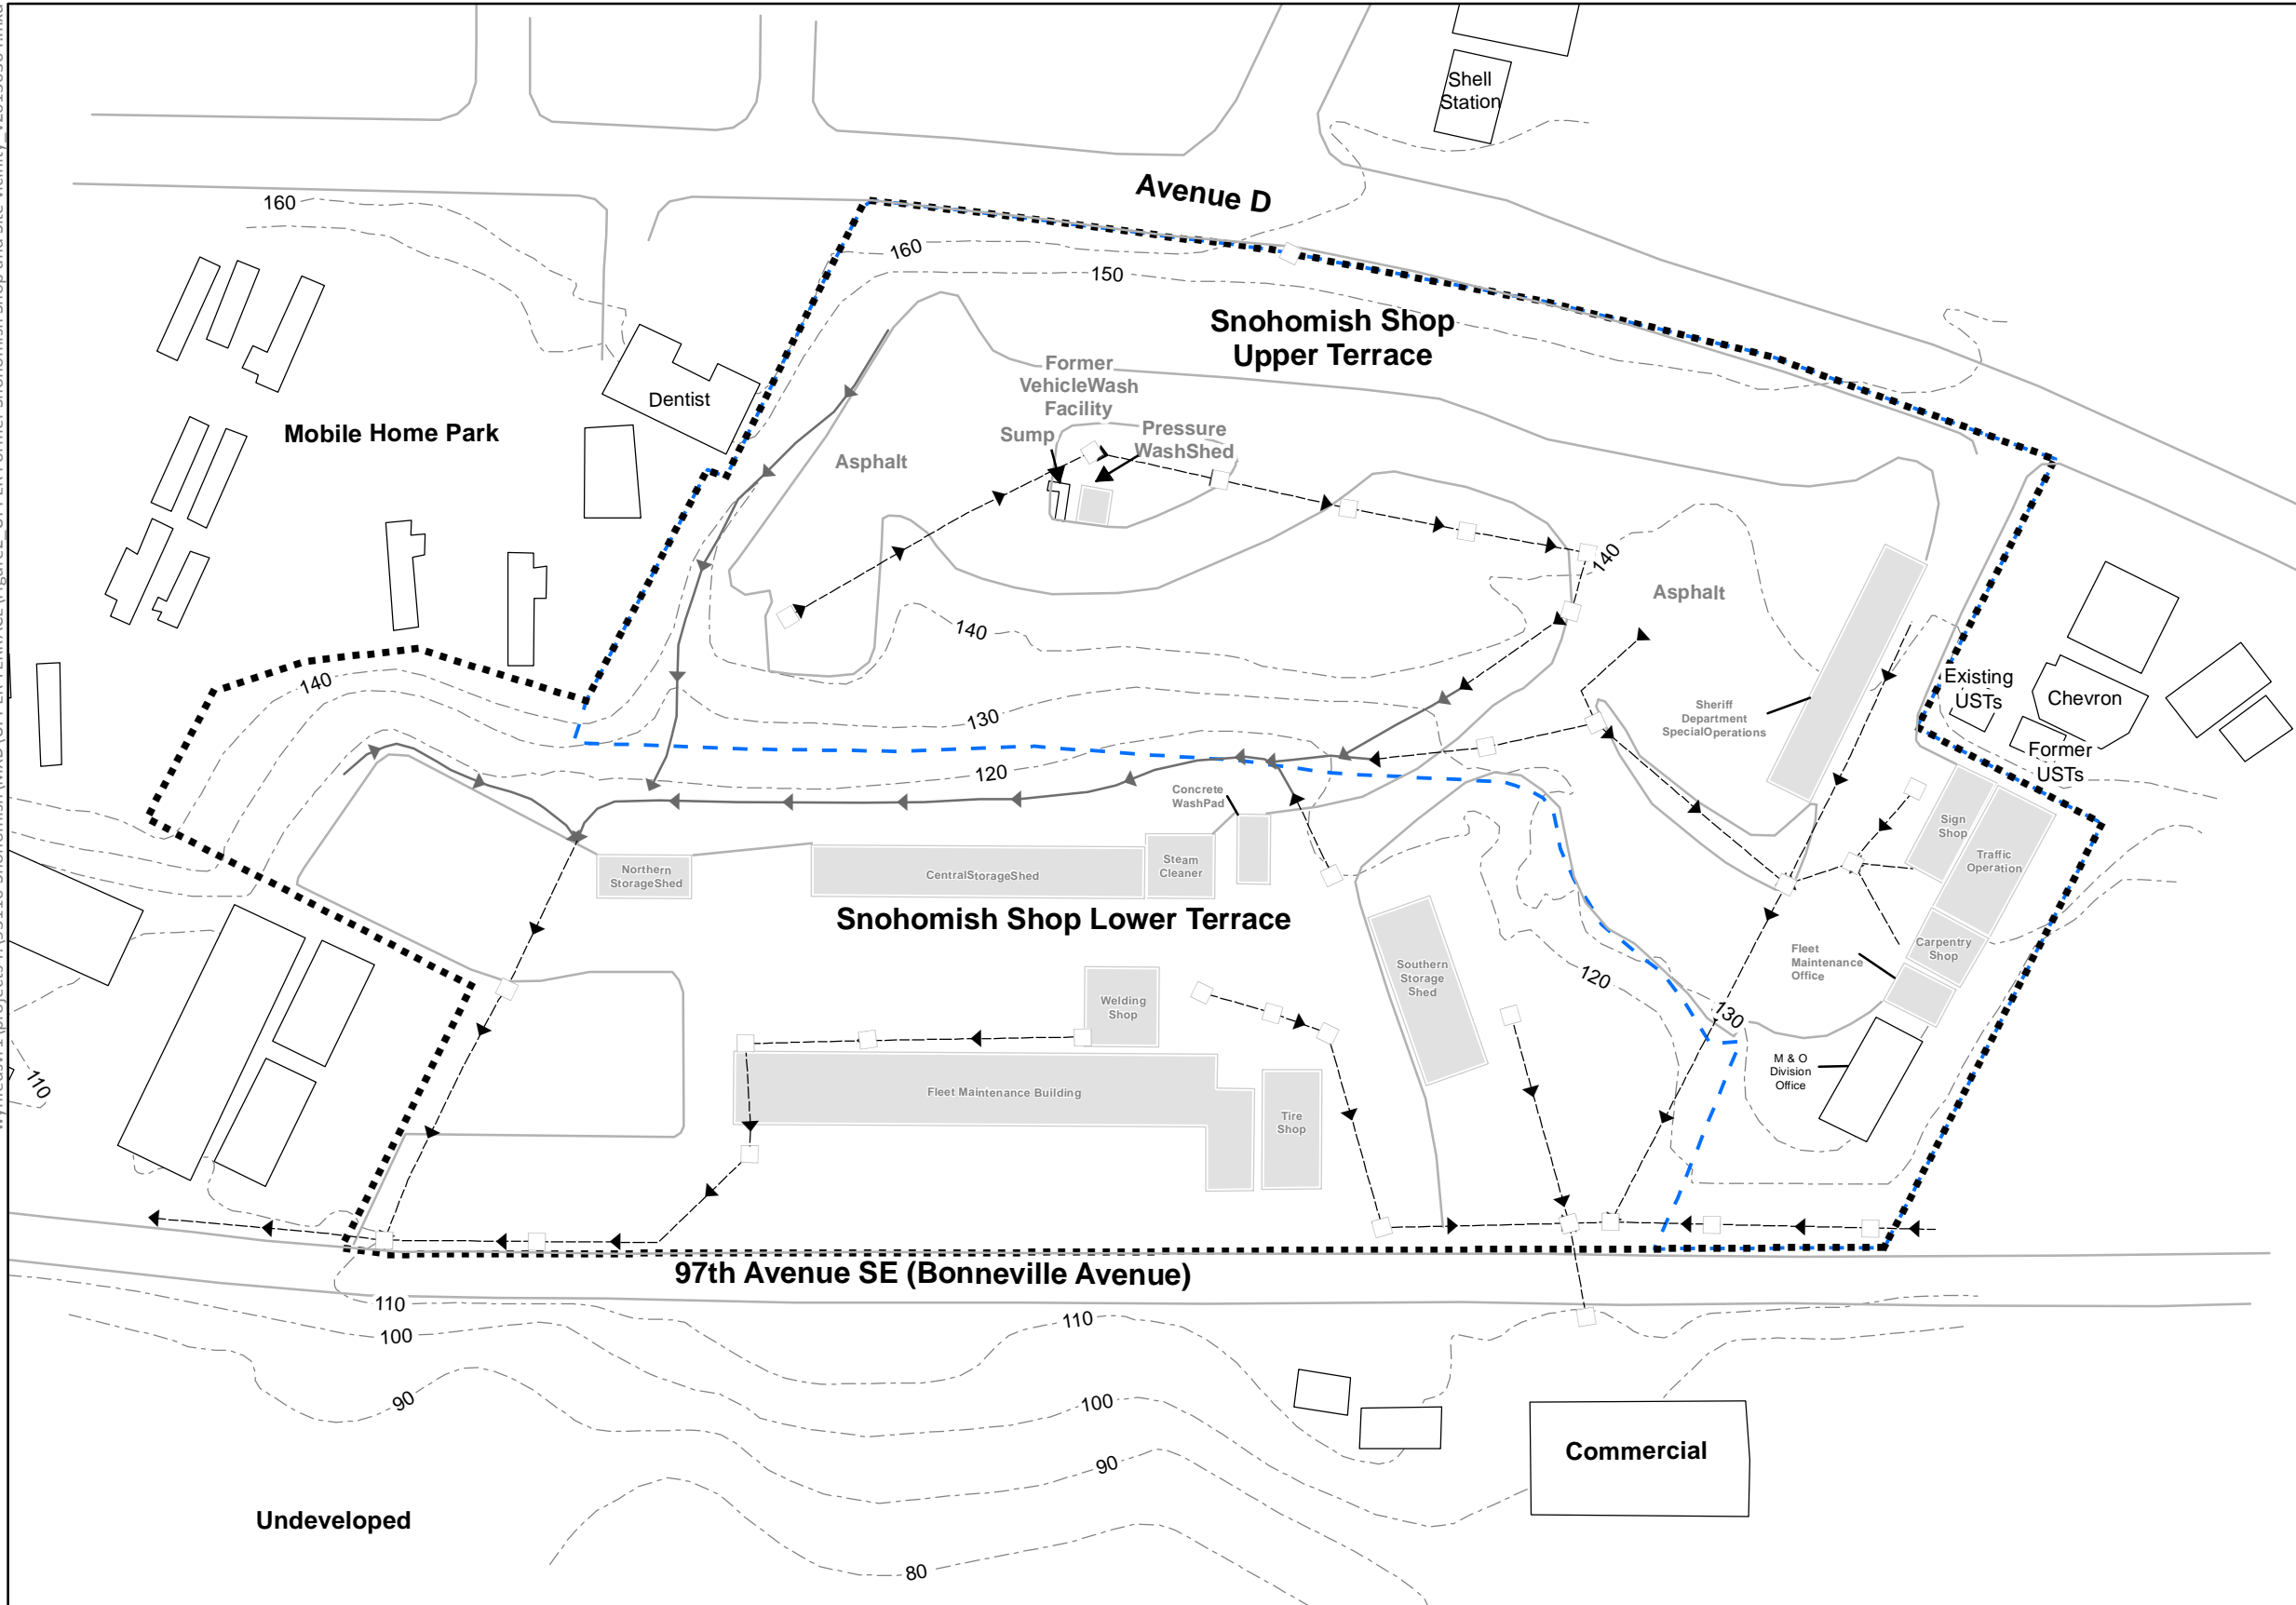 Shell
Station
Avenue D
160
160
150
Snohomish Shop
Upper Terrace
Former
VehicleWash
Facility
Sump
Pressure
WashShed
Dentist
Mobile Home Park
Asphalt
140
Asphalt
140
140
130
120
Sheriff
Department
SpecialOperations
Existing
USTs
Chevron
Former
USTs
Concrete
WashPad
Sign
Shop
Traffic
Operation
Northern
StorageShed
CentralStorageShed
Steam
Cleaner
Snohomish Shop Lower Terrace
Southern
Storage
Shed
Fleet
Maintenance
Office
Carpentry
Shop
120
130
Welding
Shop
M & O
Division
Office
110
Fleet Maintenance Building
Tire
Shop
97th Avenue SE (Bonneville Avenue)
110
100
110
90
100
90
Commercial
Undeveloped
80